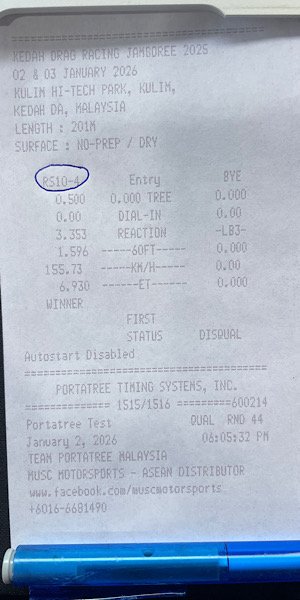 ==================================
KEDAH DRAG RACING JAMBOREE 2025
02 & 03 JANUARY 2026
KULIM HI-TECH PARK, KULIM,
KEDAH DA, MALAYSIA
LENGTH : 201M
SURFACE : NO-PREP / DRY
RS10-4 Entry BYE
0.500 0.000 TREE 0.000
0.00 DIAL-IN 0.00
3.353 REACTION -LB3-
1.596 -----60FT----- 0.000
155.73 -----KM/H----- 0.00
6.930 ------ET------ 0.000
WINNER
FIRST
STATUS DISQUAL
Autostart Disabled
==================================
PORTATREE TIMING SYSTEMS, INC.
============= 1515/1516 =========600214
Portatree Test QUAL RND 44
January 2, 2026 06:05:32 PM
TEAM PORTATREE MALAYSIA
MUSC MOTORSPORTS - ASEAN DISTRIBUTOR
www.facebook.com/muscmotorsports
+6016-6681490